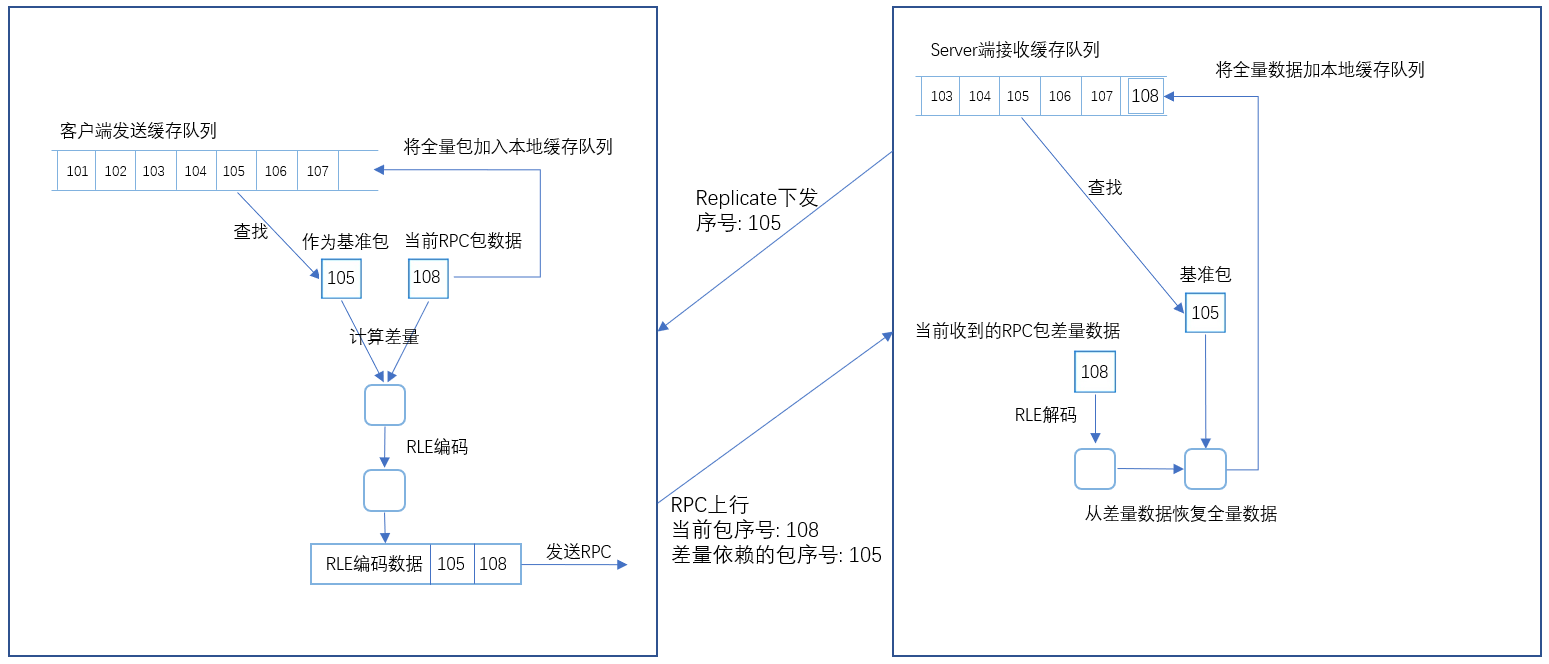 客户端发送缓存队列
101 102 103 104 105 106 107
将全量包加入本地缓存队列
查找
作为基准包
当前RPC包数据
105
108
计算差量
RLE编码
RLE编码数据 105 108
发送RPC
Replicate下发
序号: 105
RPC上行
当前包序号: 108
差量依赖的包序号: 105
Server端接收缓存队列
103 104 105 106 107 108
将全量数据加本地缓存队列
查找
基准包
105
当前收到的RPC包差量数据
108
RLE解码
从差量数据恢复全量数据